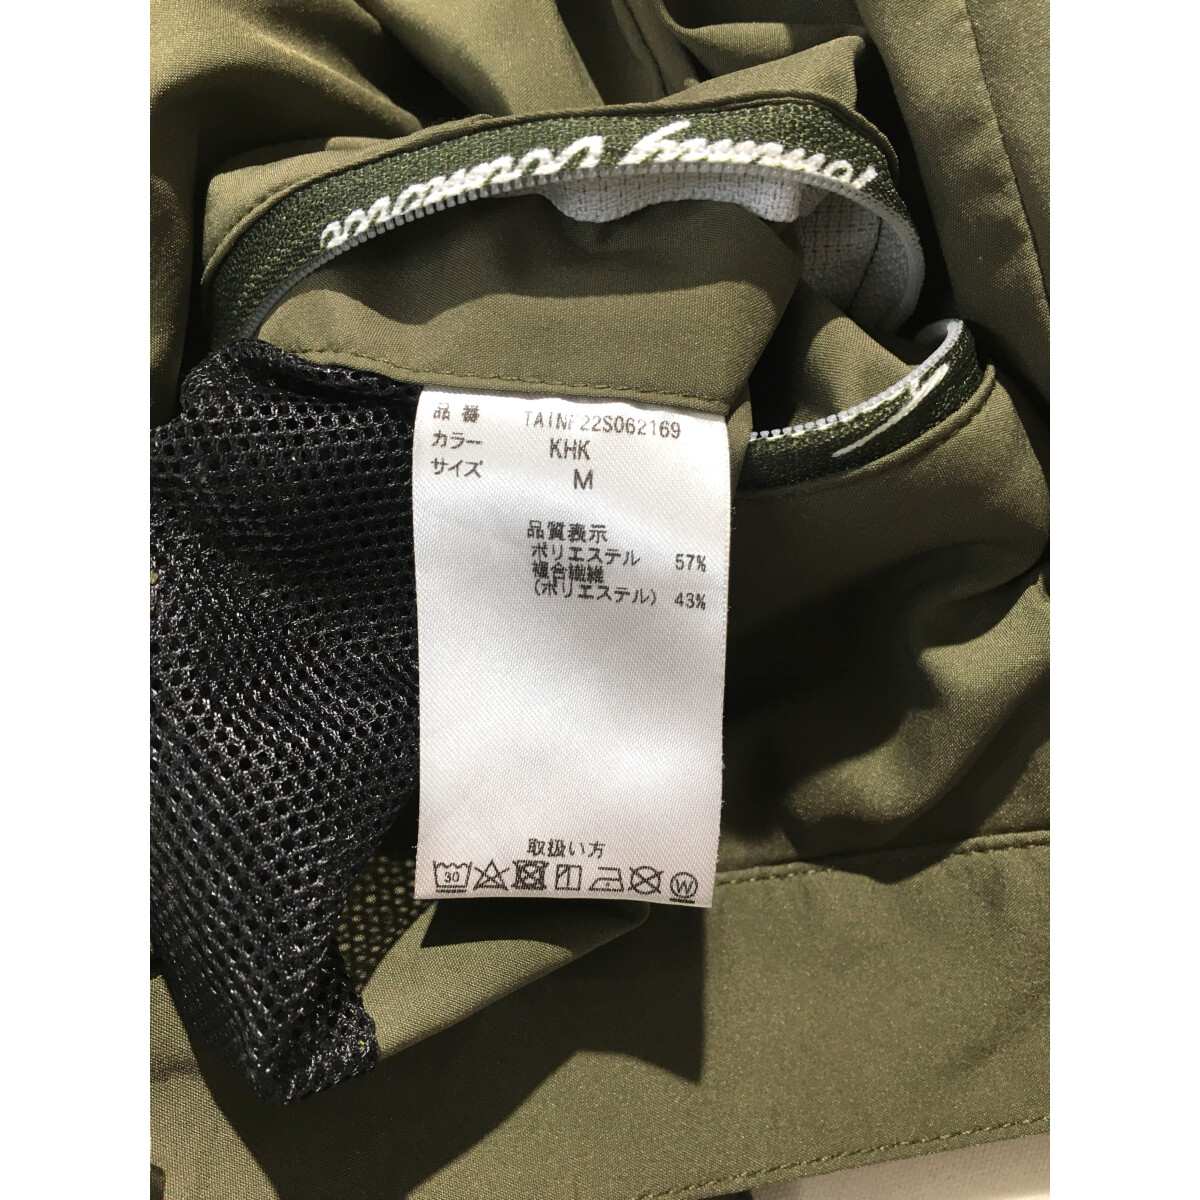 品番 TAINF22S062169
カラー KHK
サイズ M
品質表示
ポリエステル 57%
複合繊維
(ポリエステル) 43%
取扱い方
30
W